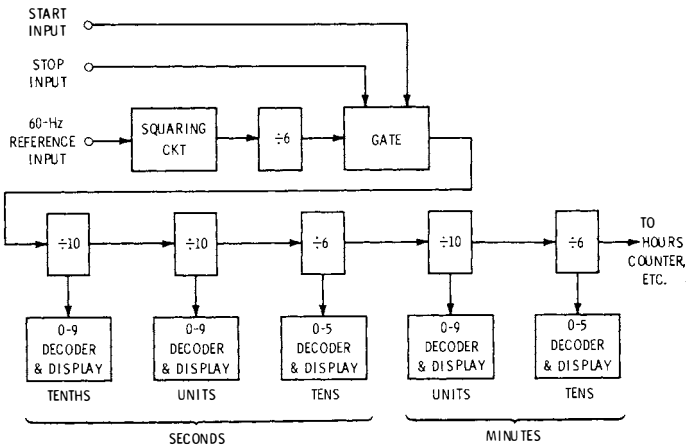 START
INPUT
STOP
INPUT
60-Hz
REFERENCE
INPUT
SQUARING
CKT
÷6
GATE
÷10
÷10
÷6
÷10
÷6
TO
HOURS
COUNTER,
ETC.
0-9
DECODER
& DISPLAY
0-9
DECODER
& DISPLAY
0-5
DECODER
& DISPLAY
0-9
DECODER
& DISPLAY
0-5
DECODER
& DISPLAY
TENTHS
UNITS
TENS
UNITS
TENS
SECONDS
MINUTES